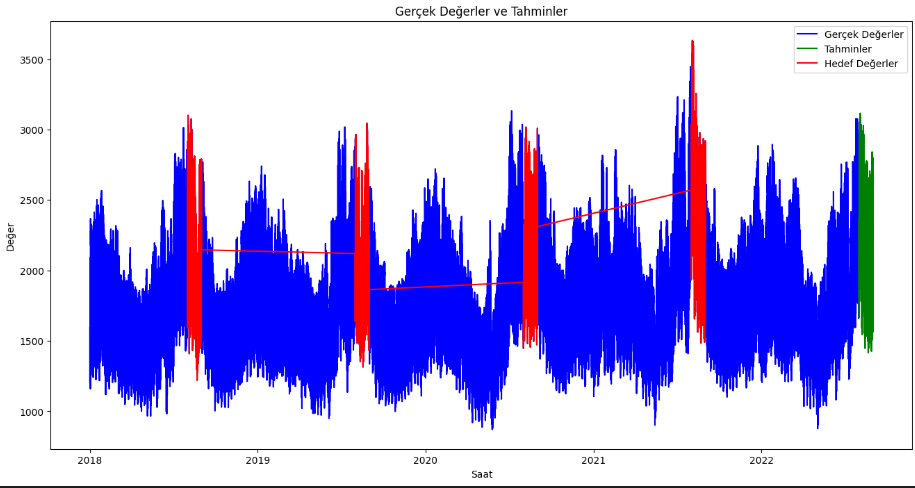 Gerçek Değerler ve Tahminler
Gerçek Değerler
Tahminler
Hedef Değerler
3500
3000
2500
2000
1500
1000
Değer
2018
2019
2020
2021
2022
Saat